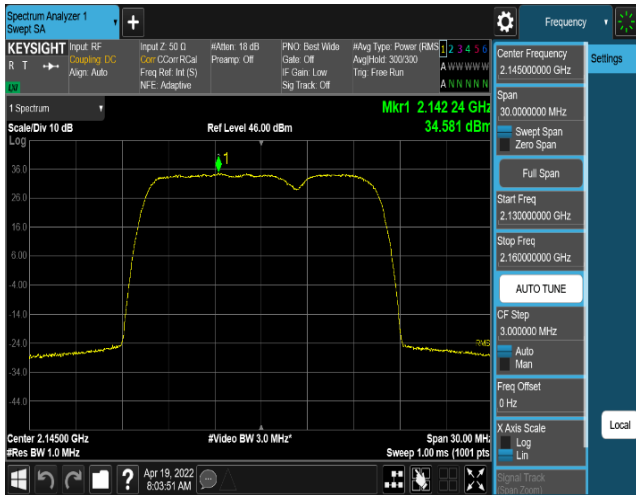 Spectrum Analyzer 1
Swept SA
Frequency
KEYSIGHT
R T
LXI
Input: RF
Coupling: DC
Align: Auto
Input Z: 50 Ω
Corr CCorr RCal
Freq Ref: Int (S)
NFE: Adaptive
#Atten: 18 dB
Preamp: Off
PNO: Best Wide
Gate: Off
IF Gain: Low
Sig Track: Off
#Avg Type: Power (RMS
Avg|Hold: 300/300
Trig: Free Run
1 2 3 4 5 6
A W W W W W
A N N N N N
1 Spectrum
Scale/Div 10 dB
Ref Level 46.00 dBm
Mkr1 2.142 24 GHz
34.581 dBm
Log
36.0
26.0
16.0
6.00
-4.00
-14.0
-24.0
-34.0
-44.0
1
RMS
Center 2.14500 GHz
#Res BW 1.0 MHz
#Video BW 3.0 MHz*
Span 30.00 MHz
Sweep 1.00 ms (1001 pts
Apr 19, 2022
8:03:51 AM
Center Frequency
2.145000000 GHz
Span
30.0000000 MHz
Swept Span
Zero Span
Full Span
Start Freq
2.130000000 GHz
Stop Freq
2.160000000 GHz
AUTO TUNE
CF Step
3.000000 MHz
Auto
Man
Freq Offset
0 Hz
X Axis Scale
Log
Lin
Signal Track
(Span Zoom)
Settings
Local